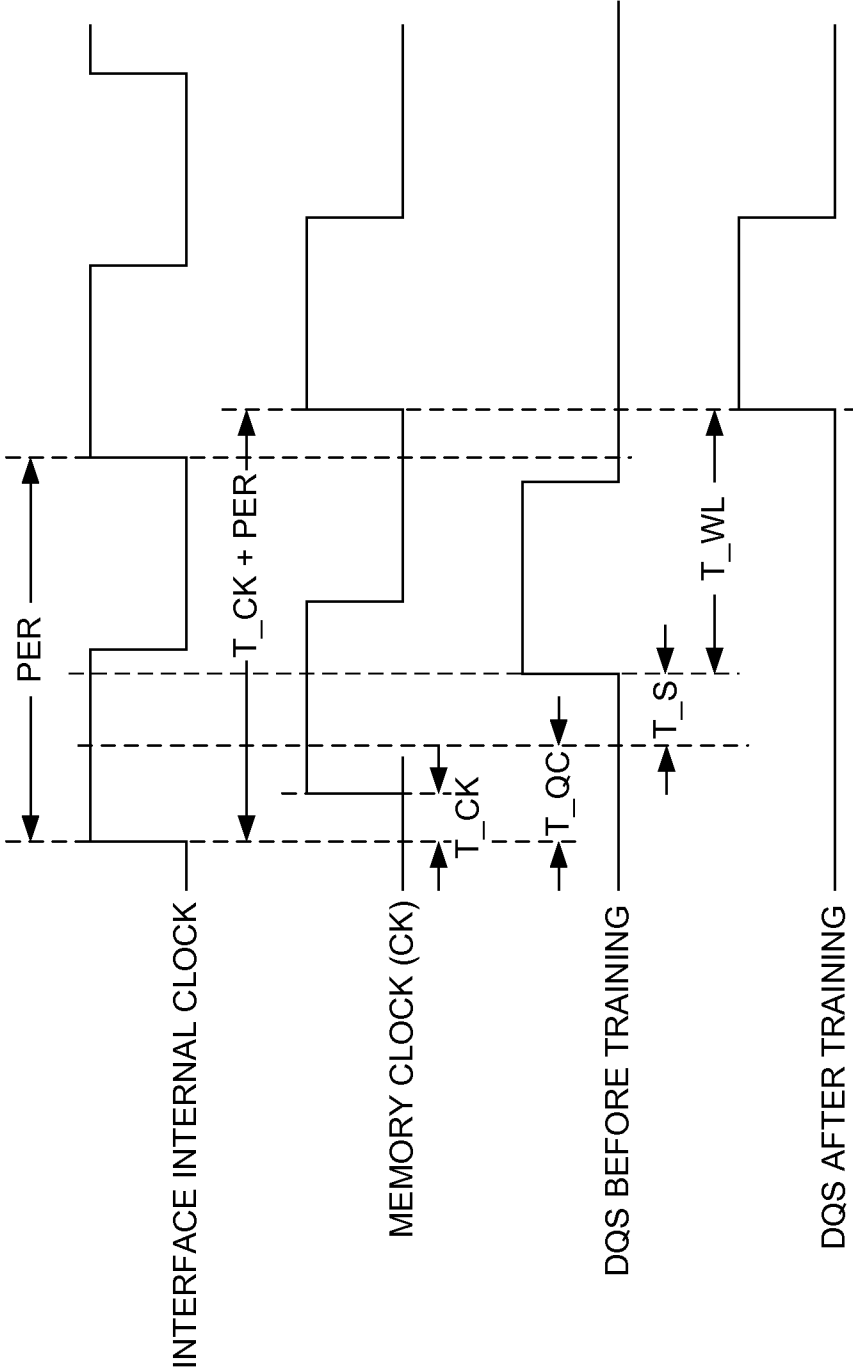 PER
INTERFACE INTERNAL CLOCK
T_CK + PER
MEMORY CLOCK (CK)
T_CK
T_QC
DQS BEFORE TRAINING
T_S
T_WL
DQS AFTER TRAINING